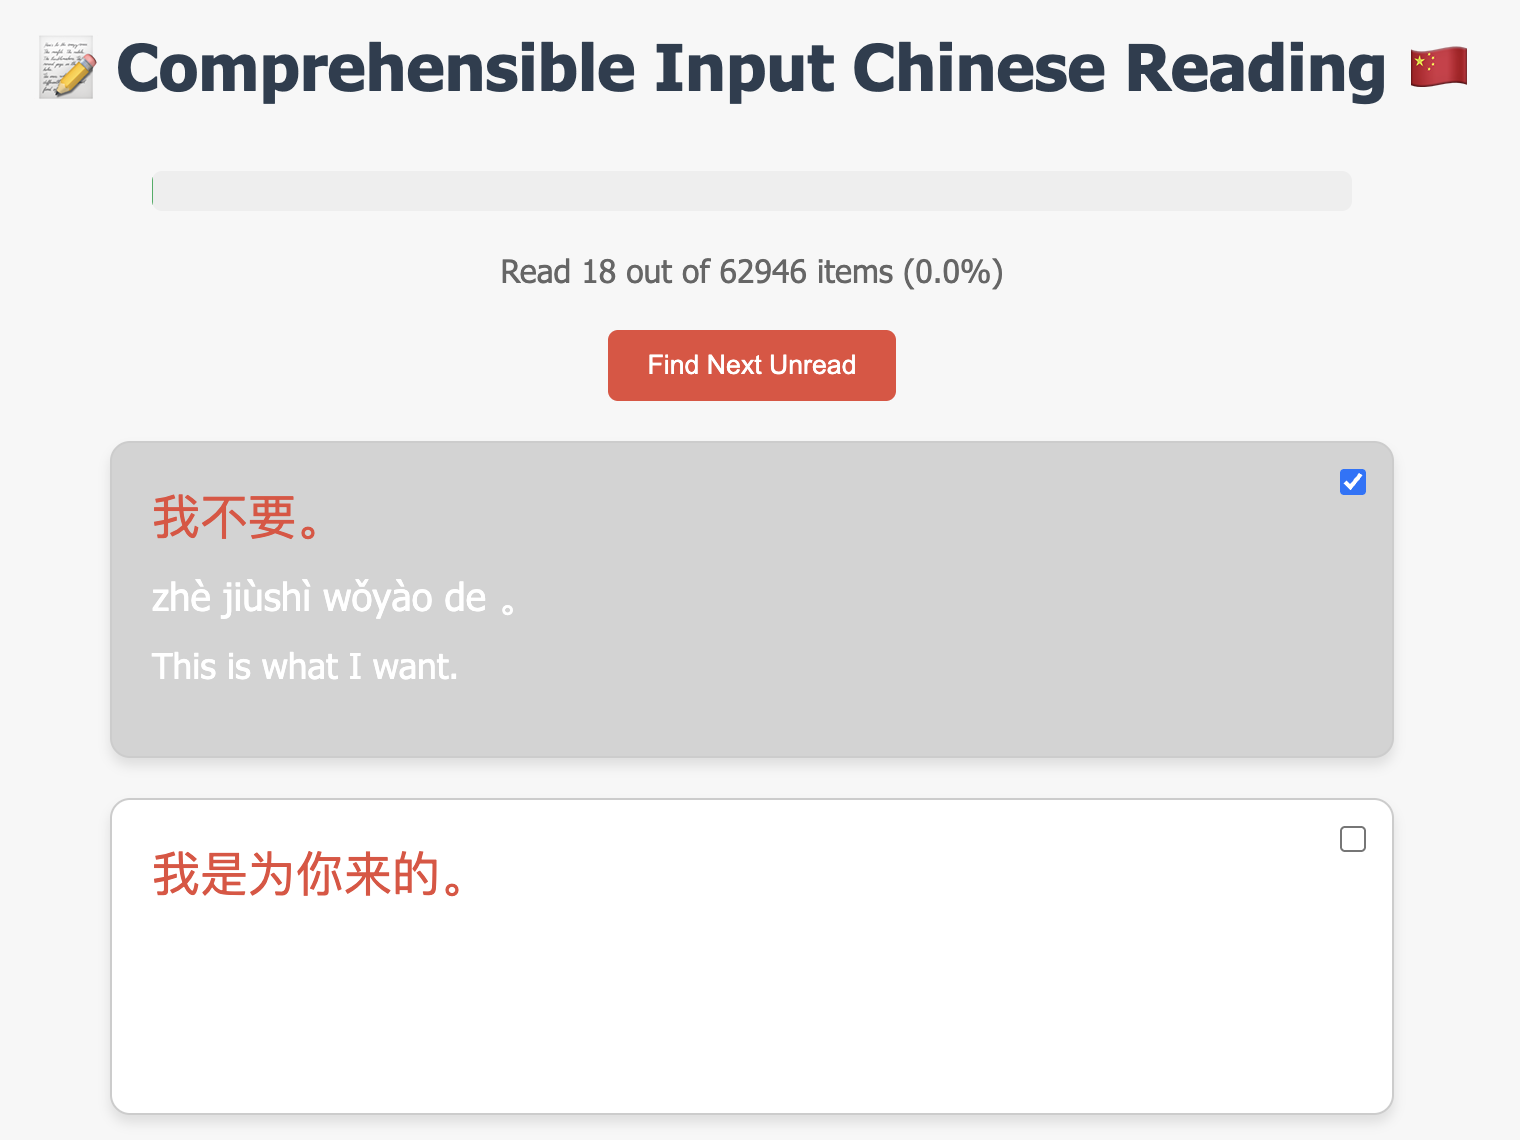 📝 Comprehensible Input Chinese Reading 🇨🇳
Read 18 out of 62946 items (0.0%)
Find Next Unread
我不要。
zhè jiùshì wǒyào de 。
This is what I want.
我是为你来的。